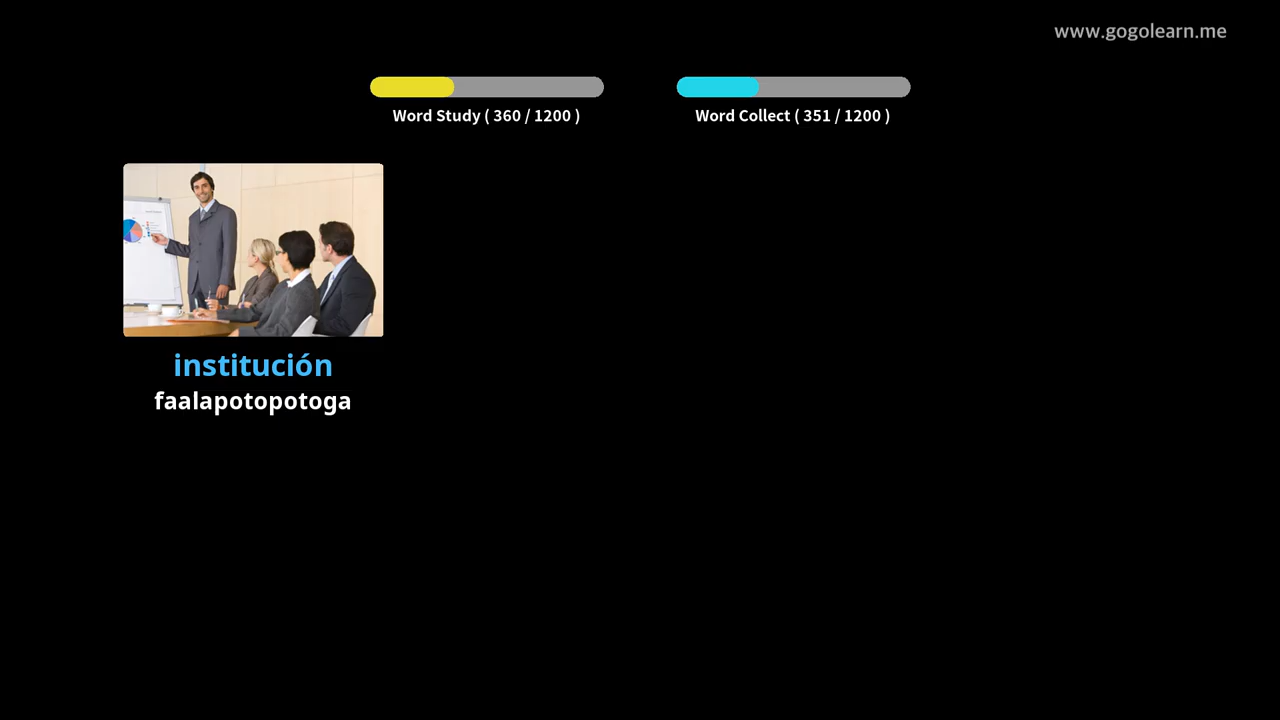 www.gogolearn.me
Word Study ( 360 / 1200 )
Word Collect ( 351 / 1200 )
institución
faalapotopotoga